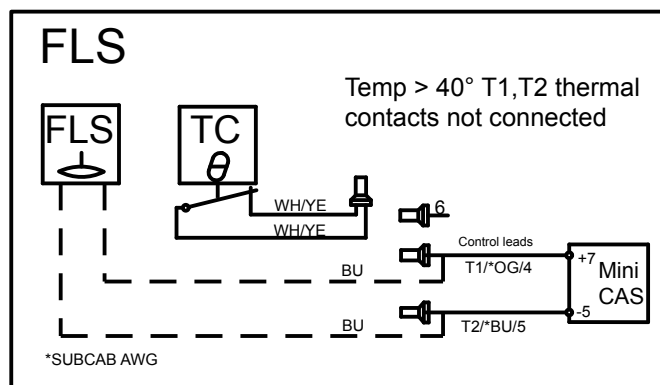 FLS
Temp > 40° T1,T2 thermal
contacts not connected
FLS
TC
WH/YE
6
WH/YE
Control leads
BU
T1/*OG/4
+7
Mini
CAS
-5
BU
T2/*BU/5
*SUBCAB AWG